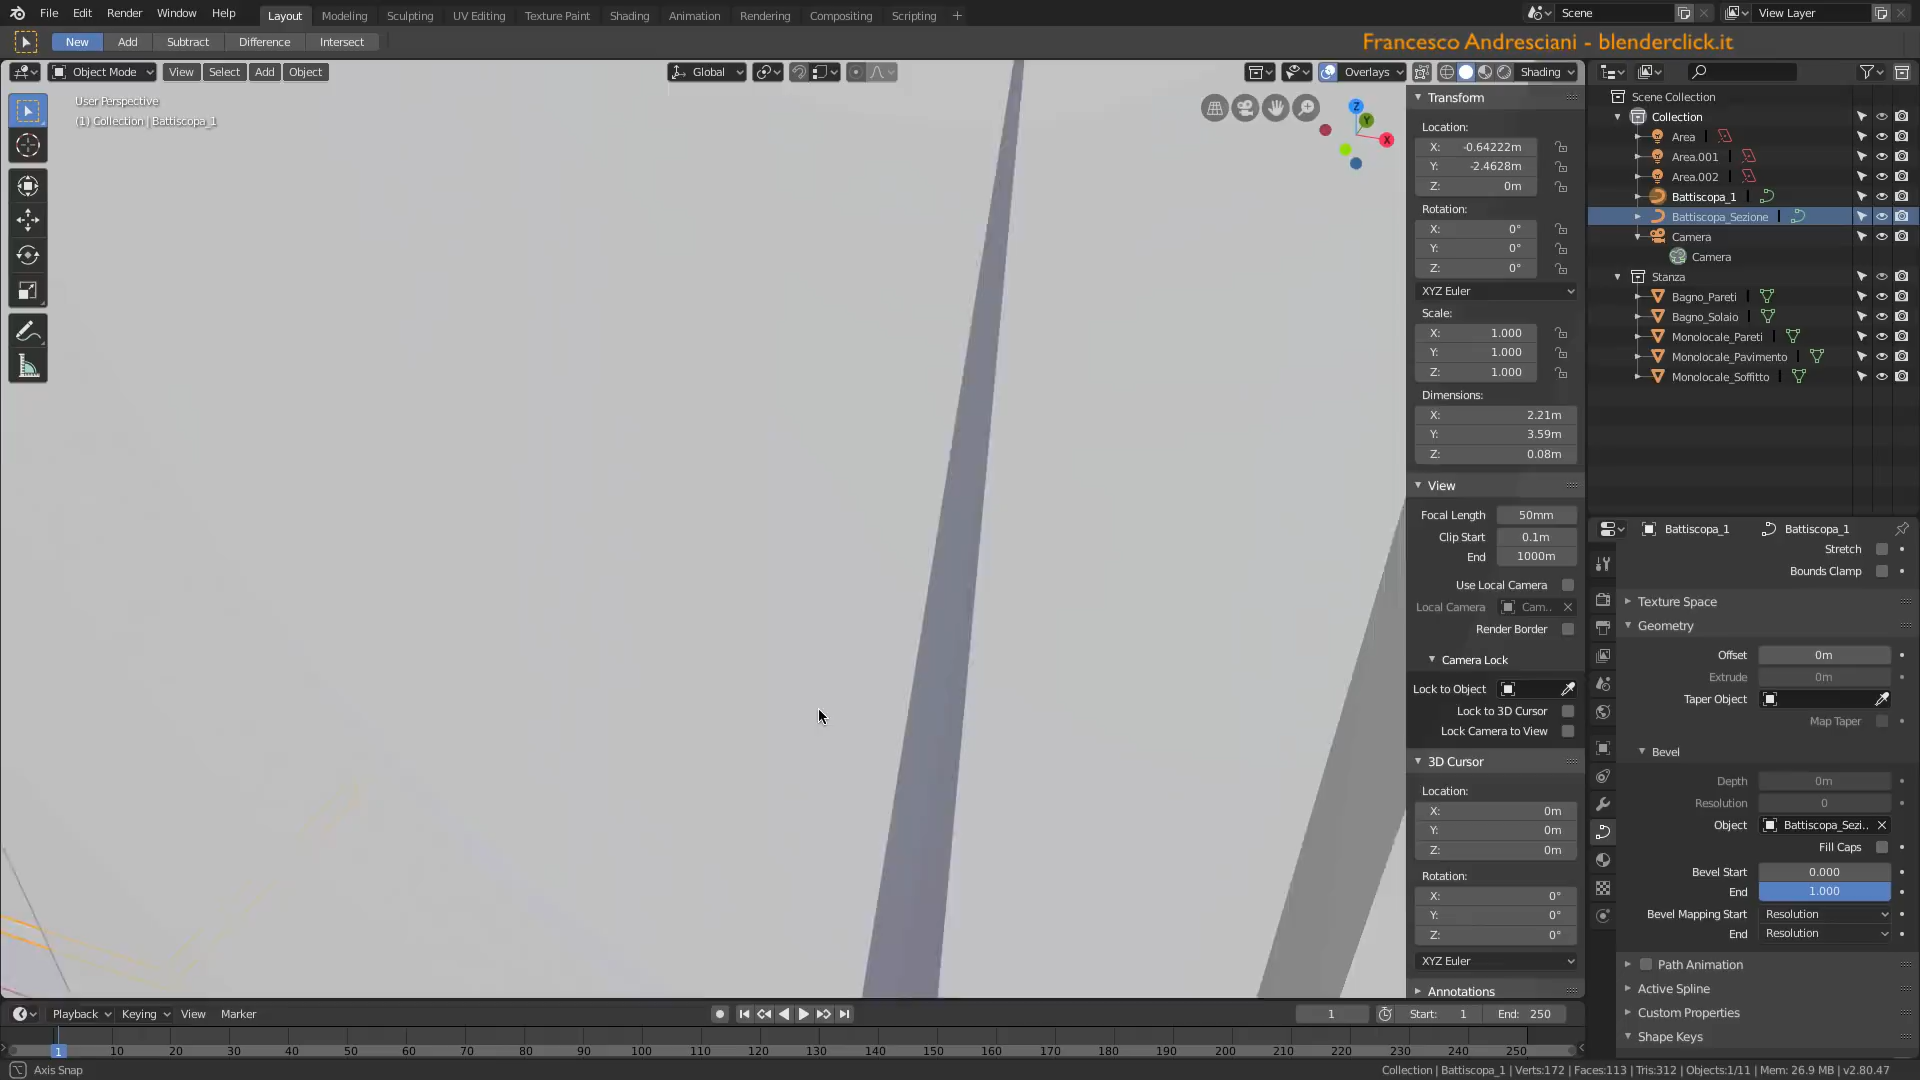 File Edit Render Window Help Layout Modeling Sculpting UV Editing Texture Paint Shading Animation Rendering Compositing Scripting + Scene View Layer
New Add Subtract Difference Intersect Francesco Andresciani - blenderclick.it
Object Mode View Select Add Object Global Overlays Shading
User Perspective
(1) Collection | Battiscopa_1
Z
Y
X
Transform
Location:
X: -0.64222m
Y: -2.4628m
Z: 0m
Rotation:
X: 0°
Y: 0°
Z: 0°
XYZ Euler
Scale:
X: 1.000
Y: 1.000
Z: 1.000
Dimensions:
X: 2.21m
Y: 3.59m
Z: 0.08m
View
Focal Length 50mm
Clip Start 0.1m
End 1000m
Use Local Camera
Local Camera Cam..
Render Border
Camera Lock
Lock to Object
Lock to 3D Cursor
Lock Camera to View
3D Cursor
Location:
X: 0m
Y: 0m
Z: 0m
Rotation:
X: 0°
Y: 0°
Z: 0°
XYZ Euler
Annotations
Scene Collection
Collection
Area
Area.001
Area.002
Battiscopa_1
Battiscopa_Sezione
Camera
Camera
Stanza
Bagno_Pareti
Bagno_Solaio
Monolocale_Pareti
Monolocale_Pavimento
Monolocale_Soffitto
Battiscopa_1 Battiscopa_1
Stretch
Bounds Clamp
Texture Space
Geometry
Offset 0m
Extrude 0m
Taper Object
Map Taper
Bevel
Depth 0m
Resolution 0
Object Battiscopa_Sezi..
Fill Caps
Bevel Start 0.000
End 1.000
Bevel Mapping Start Resolution
End Resolution
Path Animation
Active Spline
Custom Properties
Shape Keys
Playback Keying View Marker 1 Start: 1 End: 250
1 10 20 30 40 50 60 70 80 90 100 110 120 130 140 150 160 170 180 190 200 210 220 230 240 250
Axis Snap Collection | Battiscopa_1 | Verts:172 | Faces:113 | Tris:312 | Objects:1/11 | Mem: 26.9 MB | v2.80.47